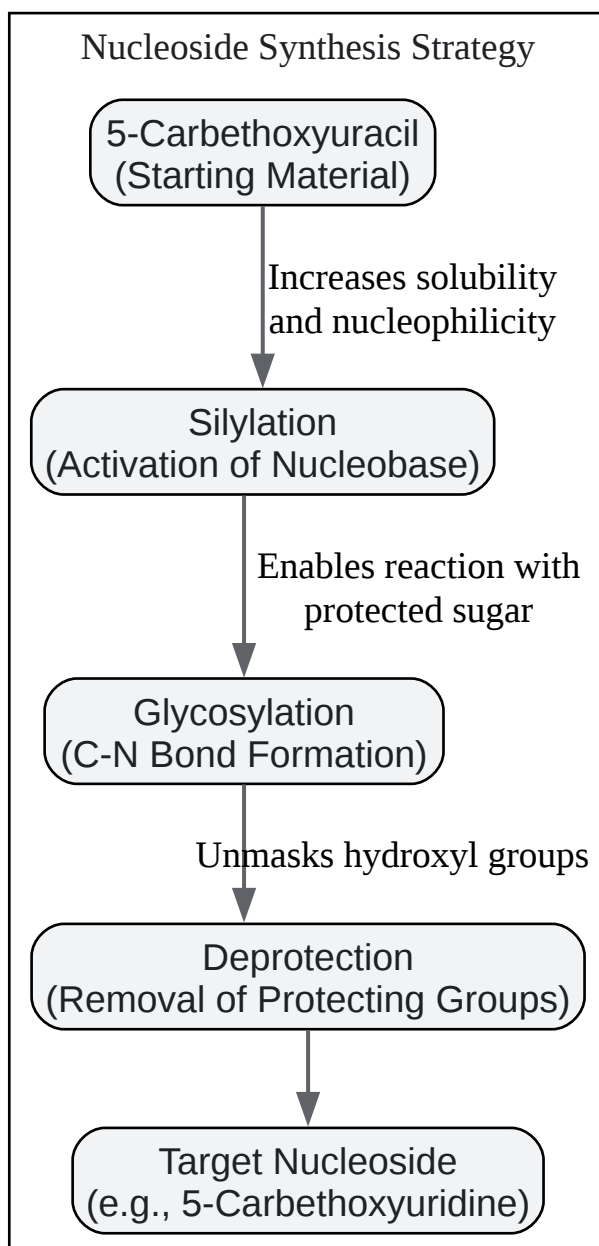 Nucleoside Synthesis Strategy
5-Carbethoxyuracil
(Starting Material)
Increases solubility
and nucleophilicity
Silylation
(Activation of Nucleobase)
Enables reaction with
protected sugar
Glycosylation
(C-N Bond Formation)
Unmasks hydroxyl groups
Deprotection
(Removal of Protecting Groups)
Target Nucleoside
(e.g., 5-Carbethoxyuridine)